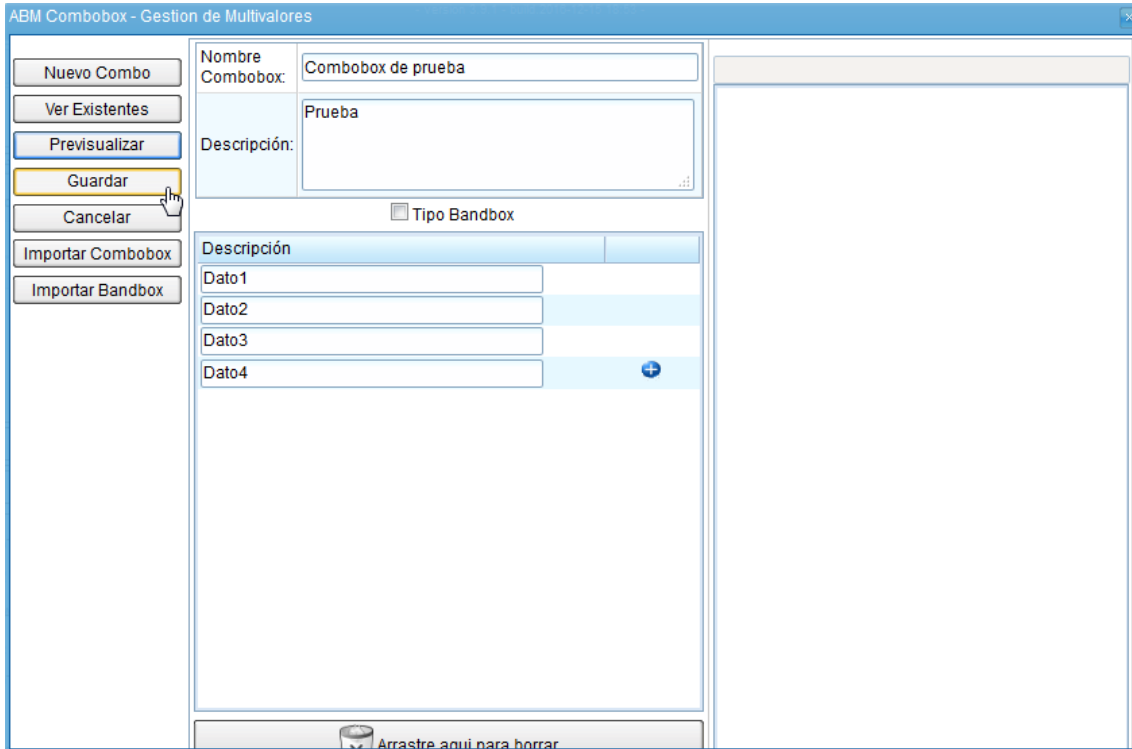 ABM Combobox - Gestion de Multivalores
Nuevo Combo
Ver Existentes
Previsualizar
Guardar
Cancelar
Importar Combobox
Importar Bandbox
Nombre
Combobox:
Combobox de prueba
Descripción:
Prueba
Tipo Bandbox
Descripción
Dato1
Dato2
Dato3
Dato4
Arrastre aqui para borrar